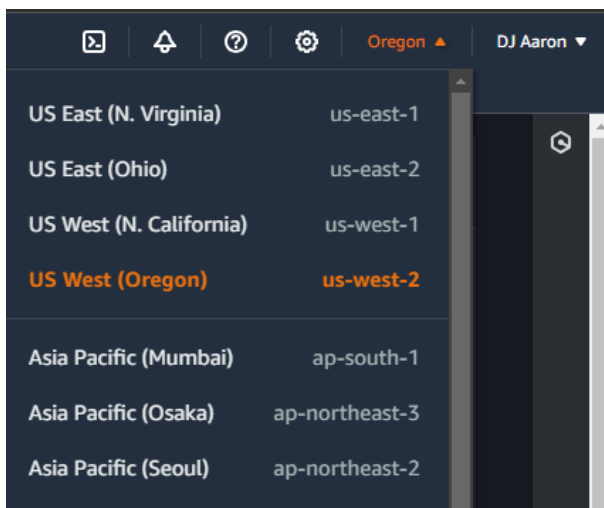 Oregon ▲ DJ Aaron ▼
US East (N. Virginia) us-east-1
US East (Ohio) us-east-2
US West (N. California) us-west-1
US West (Oregon) us-west-2
Asia Pacific (Mumbai) ap-south-1
Asia Pacific (Osaka) ap-northeast-3
Asia Pacific (Seoul) ap-northeast-2